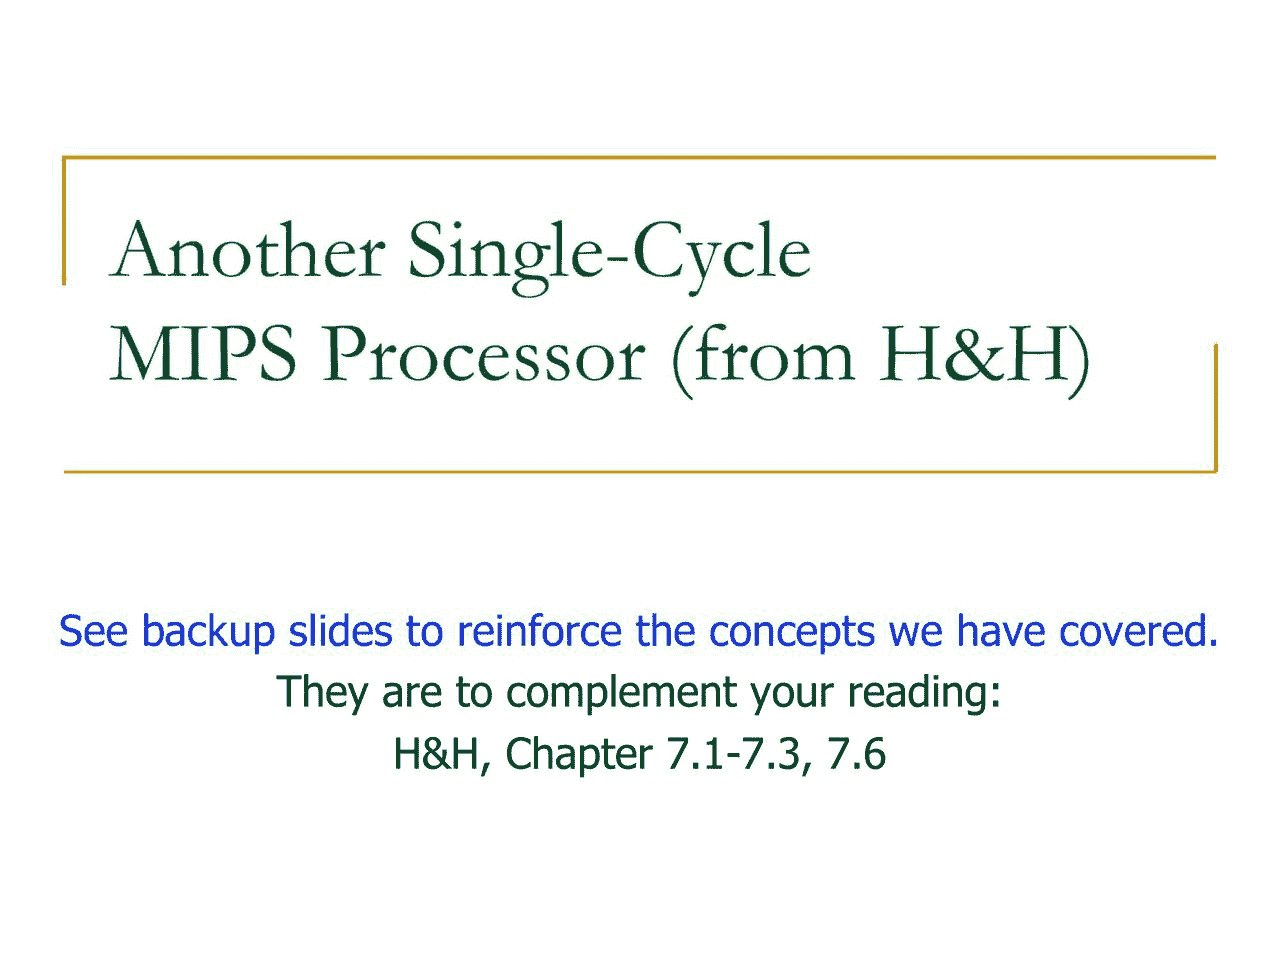 Another Single-Cycle
MIPS Processor (from H&H)
See backup slides to reinforce the concepts we have covered.
They are to complement your reading:
H&H, Chapter 7.1-7.3, 7.6